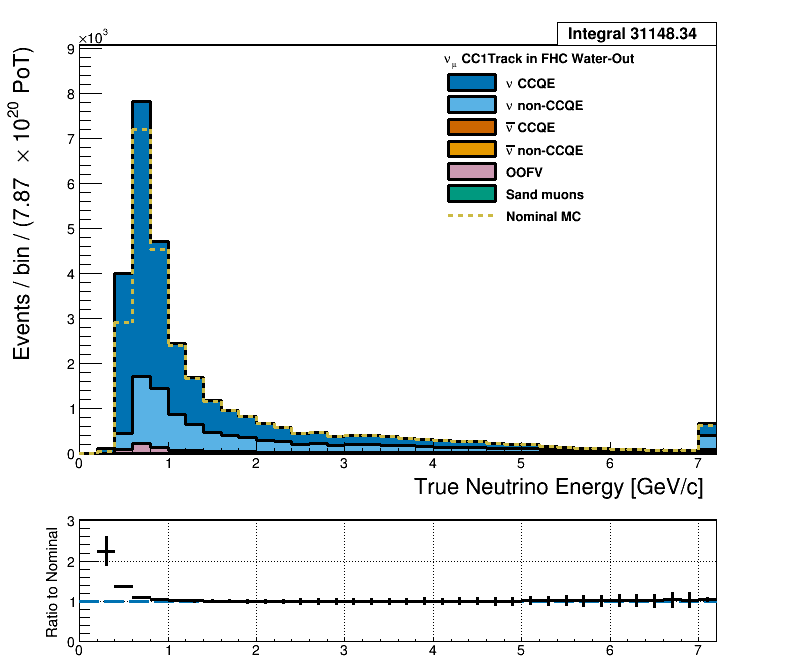 Integral 31148.34
×10³
ν_μ CC1Track in FHC Water-Out
ν CCQE
ν non-CCQE
ν̅ CCQE
ν̅ non-CCQE
OOFV
Sand muons
Nominal MC
Events / bin / (7.87 × 10²⁰ PoT)
9
8
7
6
5
4
3
2
1
0
0 1 2 3 4 5 6 7
True Neutrino Energy [GeV/c]
Ratio to Nominal
3
2
1
0
0 1 2 3 4 5 6 7